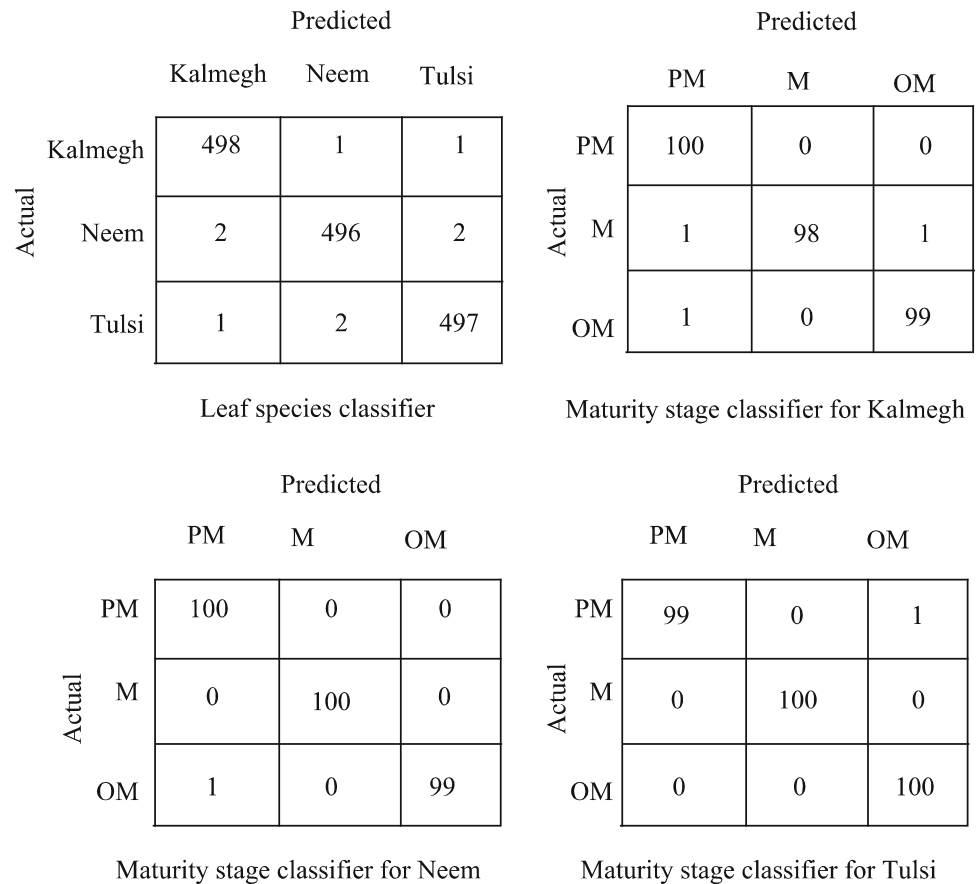 Predicted
Kalmegh Neem Tulsi
Actual
Kalmegh 498 1 1
Neem 2 496 2
Tulsi 1 2 497
Leaf species classifier
Predicted
PM M OM
Actual
PM 100 0 0
M 1 98 1
OM 1 0 99
Maturity stage classifier for Kalmegh
Predicted
PM M OM
Actual
PM 100 0 0
M 0 100 0
OM 1 0 99
Maturity stage classifier for Neem
Predicted
PM M OM
Actual
PM 99 0 1
M 0 100 0
OM 0 0 100
Maturity stage classifier for Tulsi